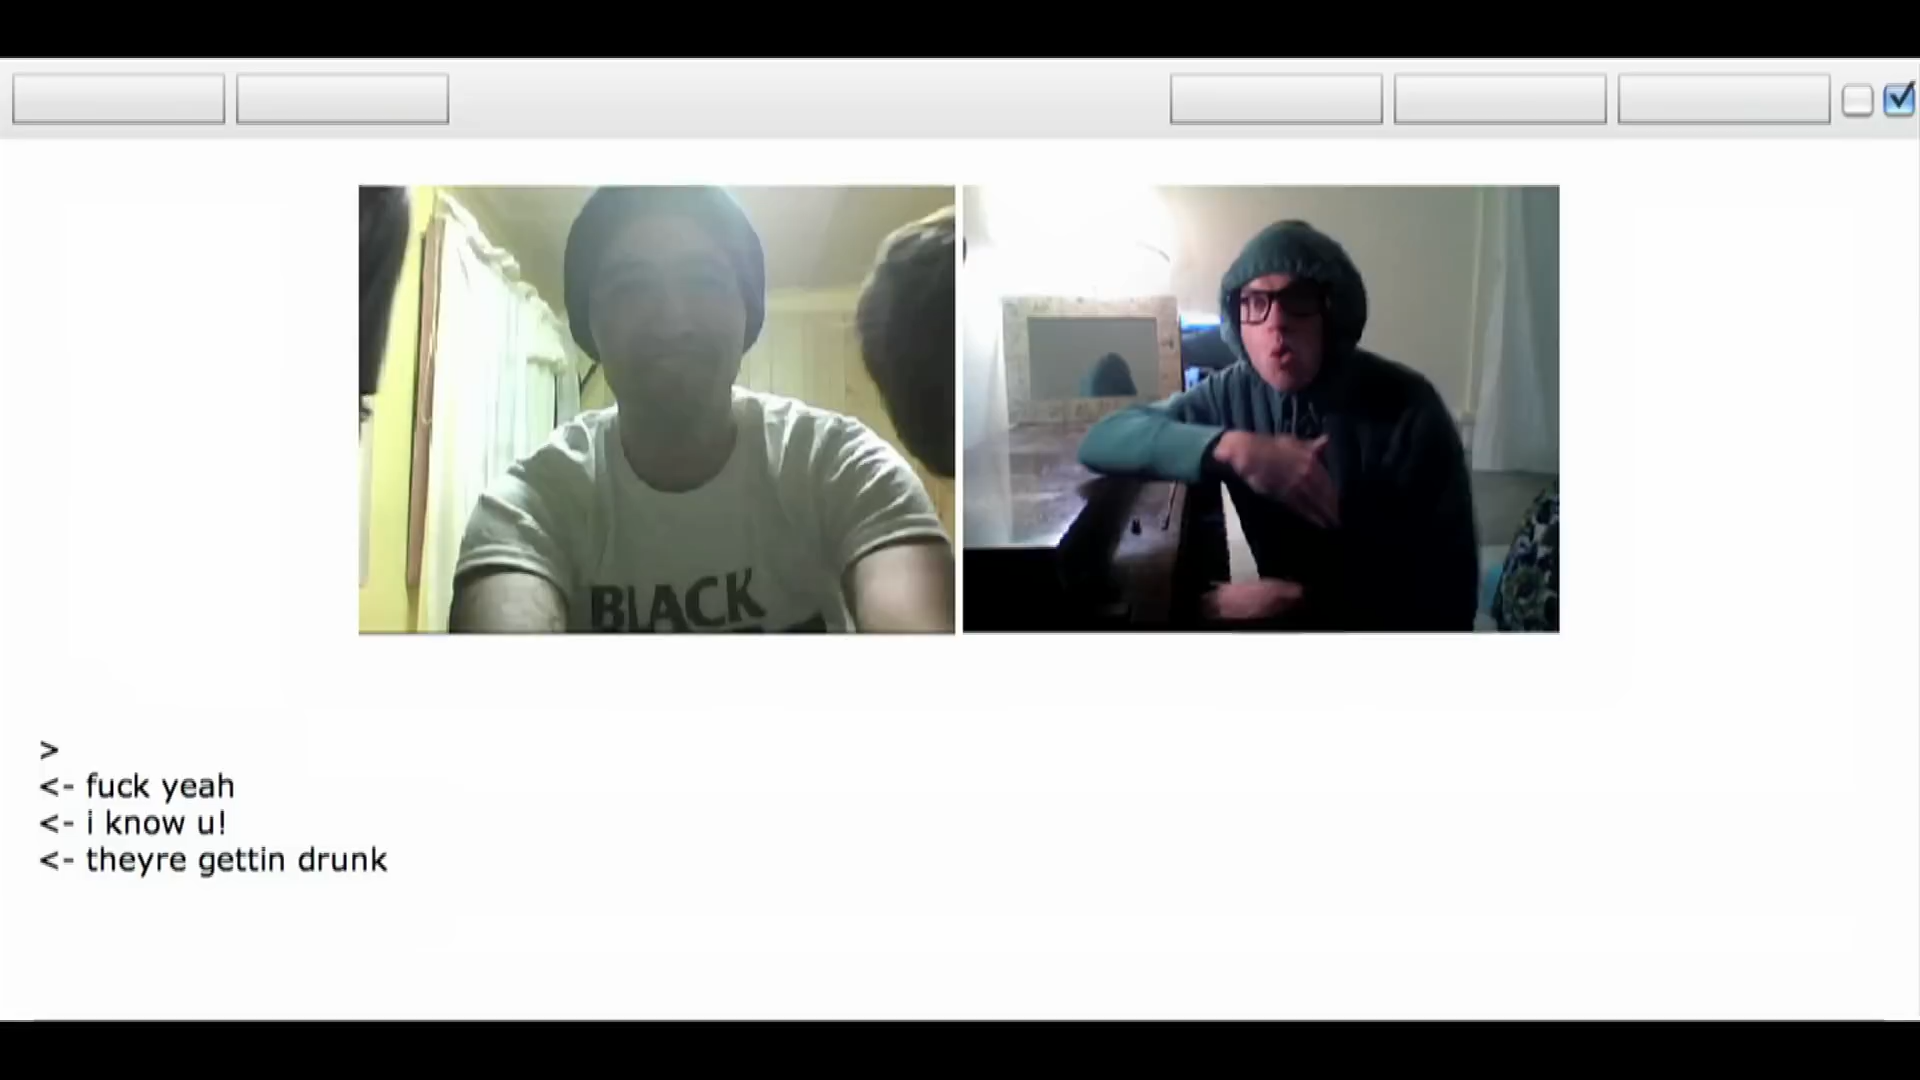 BLACK
>
<- fuck yeah
<- i know u!
<- theyre gettin drunk